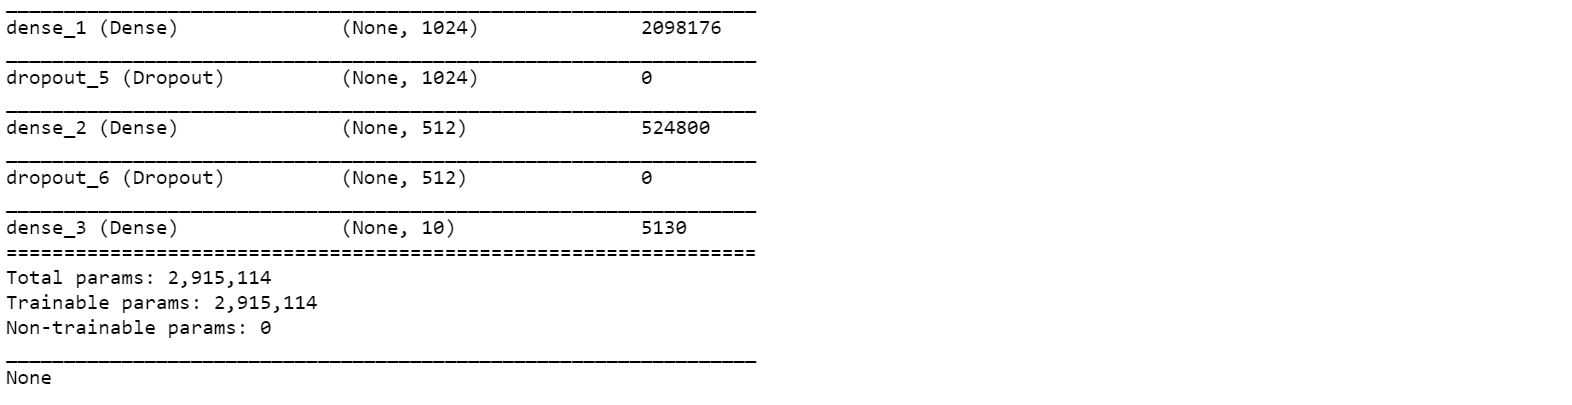 _________________________________________________________________
dense_1 (Dense)              (None, 1024)              2098176
_________________________________________________________________
dropout_5 (Dropout)          (None, 1024)              0
_________________________________________________________________
dense_2 (Dense)              (None, 512)               524800
_________________________________________________________________
dropout_6 (Dropout)          (None, 512)               0
_________________________________________________________________
dense_3 (Dense)              (None, 10)                5130
=================================================================
Total params: 2,915,114
Trainable params: 2,915,114
Non-trainable params: 0
_________________________________________________________________
None